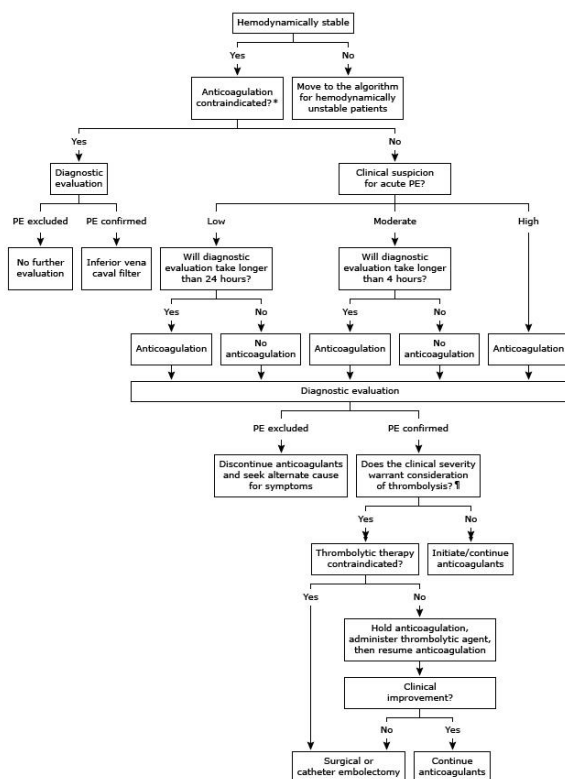 Hemodynamically stable
Yes
No
Anticoagulation
contraindicated?*
Move to the algorithm
for hemodynamically
unstable patients
Yes
No
Diagnostic
evaluation
Clinical suspicion
for acute PE?
PE excluded
PE confirmed
Low
Moderate
High
No further
evaluation
Inferior vena
caval filter
Will diagnostic
evaluation take longer
than 24 hours?
Will diagnostic
evaluation take longer
than 4 hours?
Yes
No
Yes
No
Anticoagulation
No
anticoagulation
Anticoagulation
No
anticoagulation
Anticoagulation
Diagnostic evaluation
PE excluded
PE confirmed
Discontinue anticoagulants
and seek alternate cause
for symptoms
Does the clinical severity
warrant consideration
of thrombolysis?¶
Yes
No
Thrombolytic therapy
contraindicated?
Initiate/continue
anticoagulants
Yes
No
Hold anticoagulation,
administer thrombolytic agent,
then resume anticoagulation
Clinical
improvement?
No
Yes
Surgical or
catheter embolectomy
Continue
anticoagulants